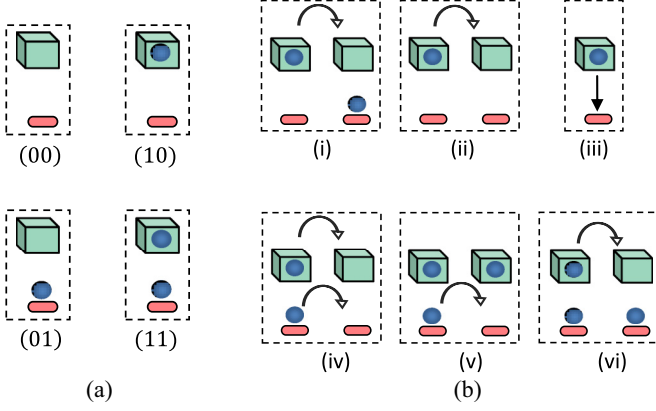 (00) (10)
(i) (ii) (iii)
(01) (11)
(iv) (v) (vi)
(a) (b)